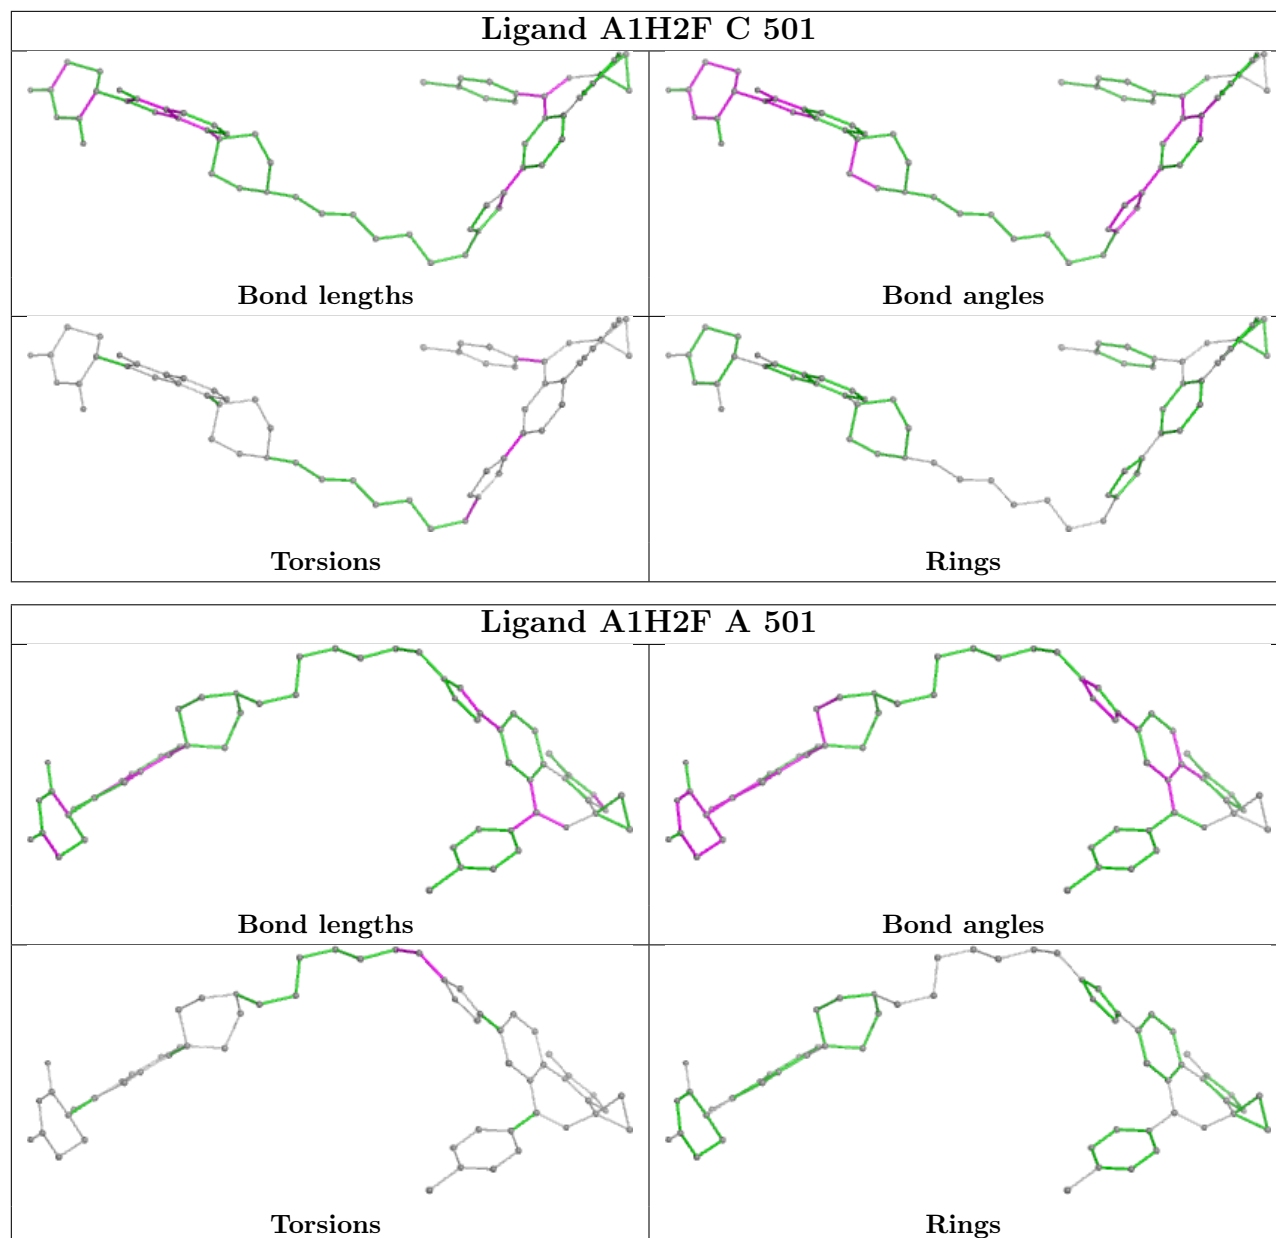 Ligand A1H2F C 501
Bond lengths
Bond angles
Torsions
Rings
Ligand A1H2F A 501
Bond lengths
Bond angles
Torsions
Rings